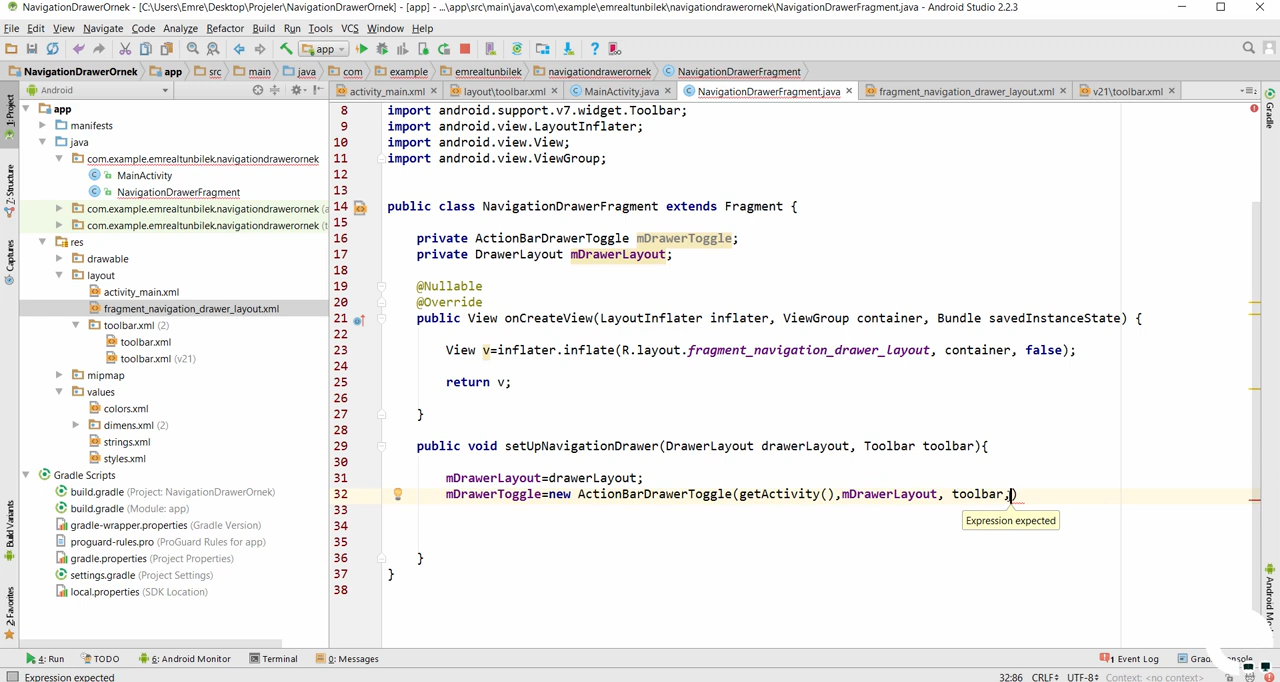 NavigationDrawerOrnek - [C:\Users\Emre\Desktop\Projeler\NavigationDrawerOrnek] - [app] - ...\app\src\main\java\com\example\emrealtunbilek\navigationdrawerornek\NavigationDrawerFragment.java - Android Studio 2.2.3
File Edit View Navigate Code Analyze Refactor Build Run Tools VCS Window Help
app
NavigationDrawerOrnek app src main java com example emrealtunbilek navigationdrawerornek NavigationDrawerFragment
Android
activity_main.xml layout\toolbar.xml MainActivity.java NavigationDrawerFragment.java fragment_navigation_drawer_layout.xml v21\toolbar.xml
1: Project
7: Structure
Captures
Build Variants
2: Favorites
Gradle
app
manifests
java
com.example.emrealtunbilek.navigationdrawerornek
MainActivity
NavigationDrawerFragment
com.example.emrealtunbilek.navigationdrawerornek (a
com.example.emrealtunbilek.navigationdrawerornek (t
res
drawable
layout
activity_main.xml
fragment_navigation_drawer_layout.xml
toolbar.xml (2)
toolbar.xml
toolbar.xml (v21)
mipmap
values
colors.xml
dimens.xml (2)
strings.xml
styles.xml
Gradle Scripts
build.gradle (Project: NavigationDrawerOrnek)
build.gradle (Module: app)
gradle-wrapper.properties (Gradle Version)
proguard-rules.pro (ProGuard Rules for app)
gradle.properties (Project Properties)
settings.gradle (Project Settings)
local.properties (SDK Location)
8 import android.support.v7.widget.Toolbar;
9 import android.view.LayoutInflater;
10 import android.view.View;
11 import android.view.ViewGroup;
12
13
14 public class NavigationDrawerFragment extends Fragment {
15
16 private ActionBarDrawerToggle mDrawerToggle;
17 private DrawerLayout mDrawerLayout;
18
19 @Nullable
20 @Override
21 public View onCreateView(LayoutInflater inflater, ViewGroup container, Bundle savedInstanceState) {
22
23 View v=inflater.inflate(R.layout.fragment_navigation_drawer_layout, container, false);
24
25 return v;
26
27 }
28
29 public void setUpNavigationDrawer(DrawerLayout drawerLayout, Toolbar toolbar){
30
31 mDrawerLayout=drawerLayout;
32 mDrawerToggle=new ActionBarDrawerToggle(getActivity(),mDrawerLayout, toolbar,)
33
Expression expected
34
35
36 }
37 }
38
4: Run TODO 6: Android Monitor Terminal 0: Messages 1 Event Log
Expression expected 32:86 CRLF UTF-8 Context: <no context>